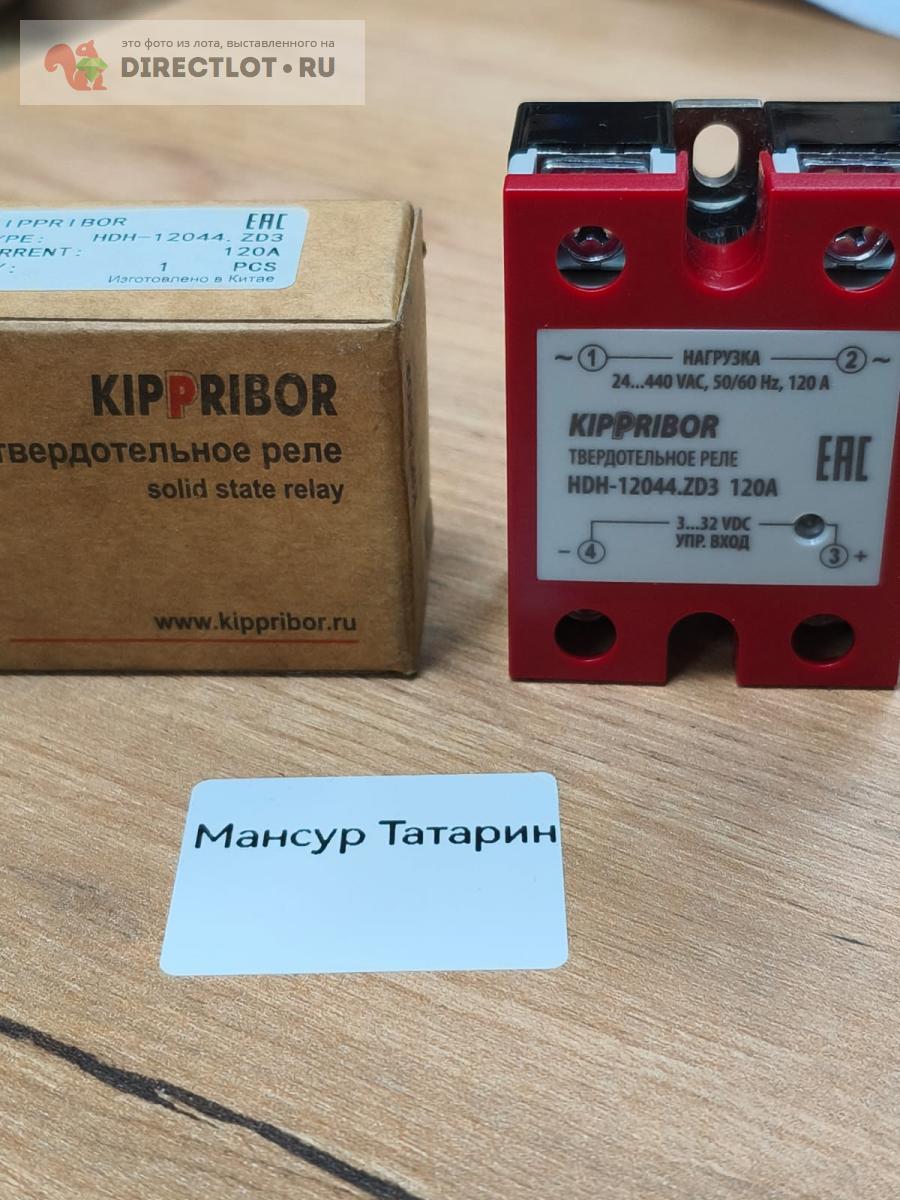 это фото из лота, выставленного на
DIRECTLOT.RU
IPPRIBOR EAC
YPE: HDH-12044.ZD3
RRENT: 120A
Y: 1 PCS
Изготовлено в Китае
KIPPRIBOR
твердотельное реле
solid state relay
www.kippribor.ru
~ 1 НАГРУЗКА 2 ~
24...440 VAC, 50/60 Hz, 120 A
KIPPRIBOR
ТВЕРДОТЕЛЬНОЕ РЕЛЕ EAC
HDH-12044.ZD3 120A
3...32 VDC
– 4 УПР. ВХОД 3 +
Мансур Татарин